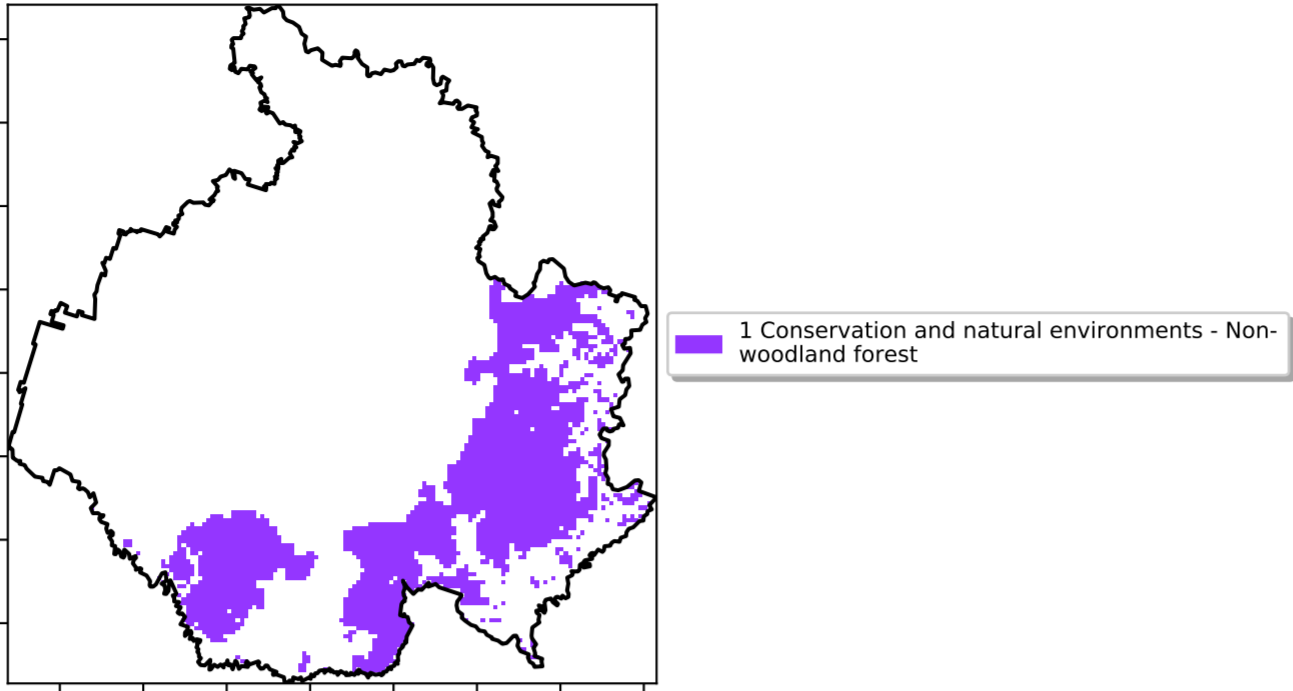 1 Conservation and natural environments - Non-
woodland forest